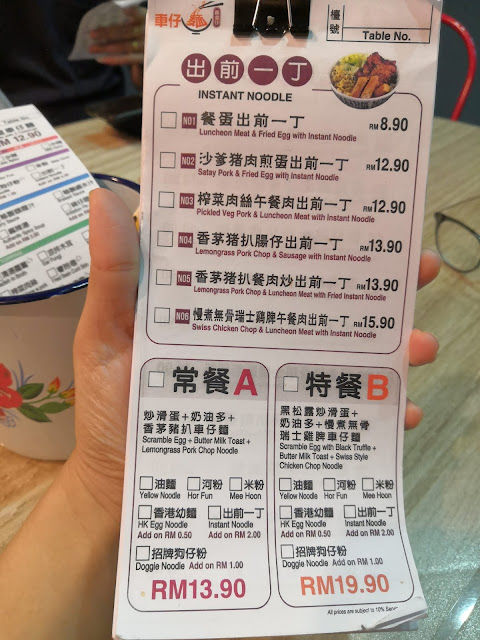 車仔麵
檯號
Table No.
出前一丁
INSTANT NOODLE
N01 餐蛋出前一丁 RM 8.90
Luncheon Meat & Fried Egg with Instant Noodle
N02 沙爹猪肉煎蛋出前一丁 RM 12.90
Satsy Pork & Fried Egg with Instant Noodle
N03 榨菜肉絲午餐肉出前一丁 RM 12.90
Pickled Veg Pork & Luncheon Meat with Instant Noodle
N04 香茅猪扒腸仔出前一丁 RM 13.90
Lemongrass Pork Chop & Sausage with Instant Noodle
N05 香茅猪扒餐肉炒出前一丁 RM 13.90
Lemongrass Pork Chop & Luncheon Meat with Fried Instant Noodle
N06 慢煮無骨瑞士鷄脾午餐肉出前一丁 RM 15.90
Swiss Chicken Chop & Luncheon Meat with Instant Noodle
常餐A
炒滑蛋+奶油多+
香茅豬扒車仔麵
Scramble Egg + Butter Milk Toast +
Lemongrass Pork Chop Noodle
油麵 河粉 米粉
Yellow Noodle Hor Fun Mee Hoon
香港幼麵 出前一丁
HK Egg Noodle Instant Noodle
Add on RM 0.50 Add on RM 2.00
招牌狗仔粉
Doggie Noodle Add on RM 1.00
RM13.90
特餐B
黑松露炒滑蛋+
奶油多+慢煮無骨
瑞士雞脾車仔麵
Scramble Egg with Black Truffle +
Butter Milk Toast + Swiss Style
Chicken Chop Noodle
油麵 河粉 米粉
Yellow Noodle Hor Fun Mee Hoon
香港幼麵 出前一丁
HK Egg Noodle Instant Noodle
Add on RM 0.50 Add on RM 2.00
招牌狗仔粉
Doggie Noodle Add on RM 1.00
RM19.90
All prices are subject to 10%
車仔麵
RM 12.90